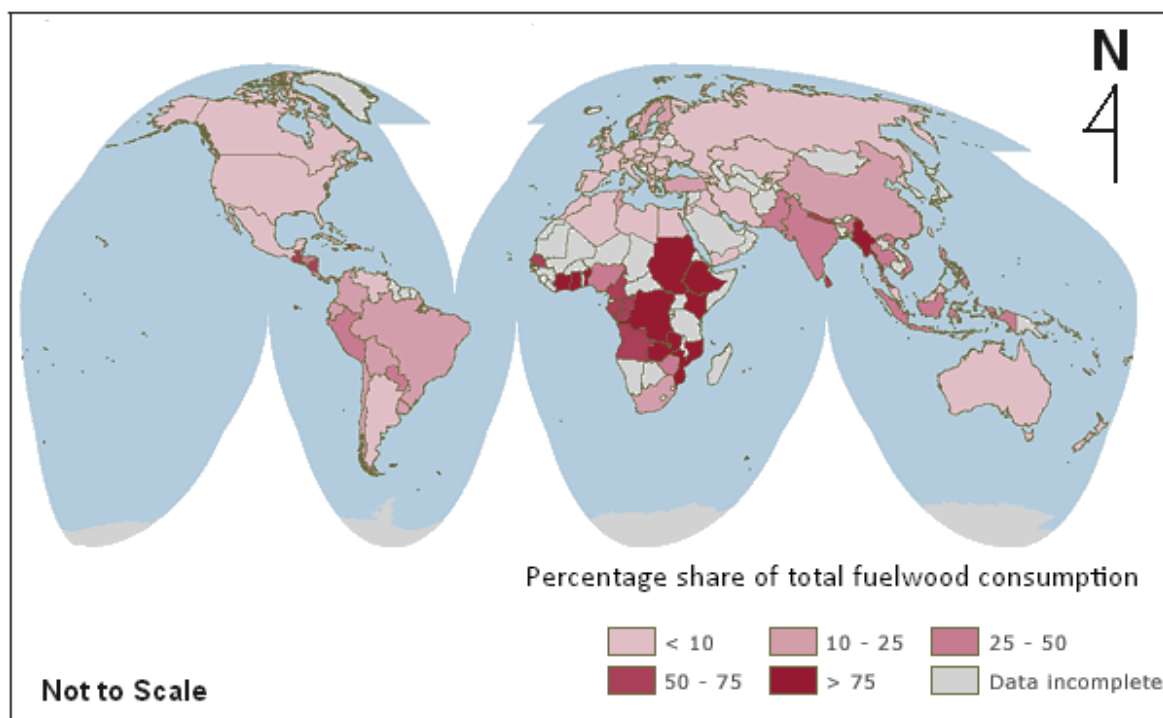 N
Percentage share of total fuelwood consumption
< 10
10 - 25
25 - 50
50 - 75
> 75
Data incomplete
Not to Scale